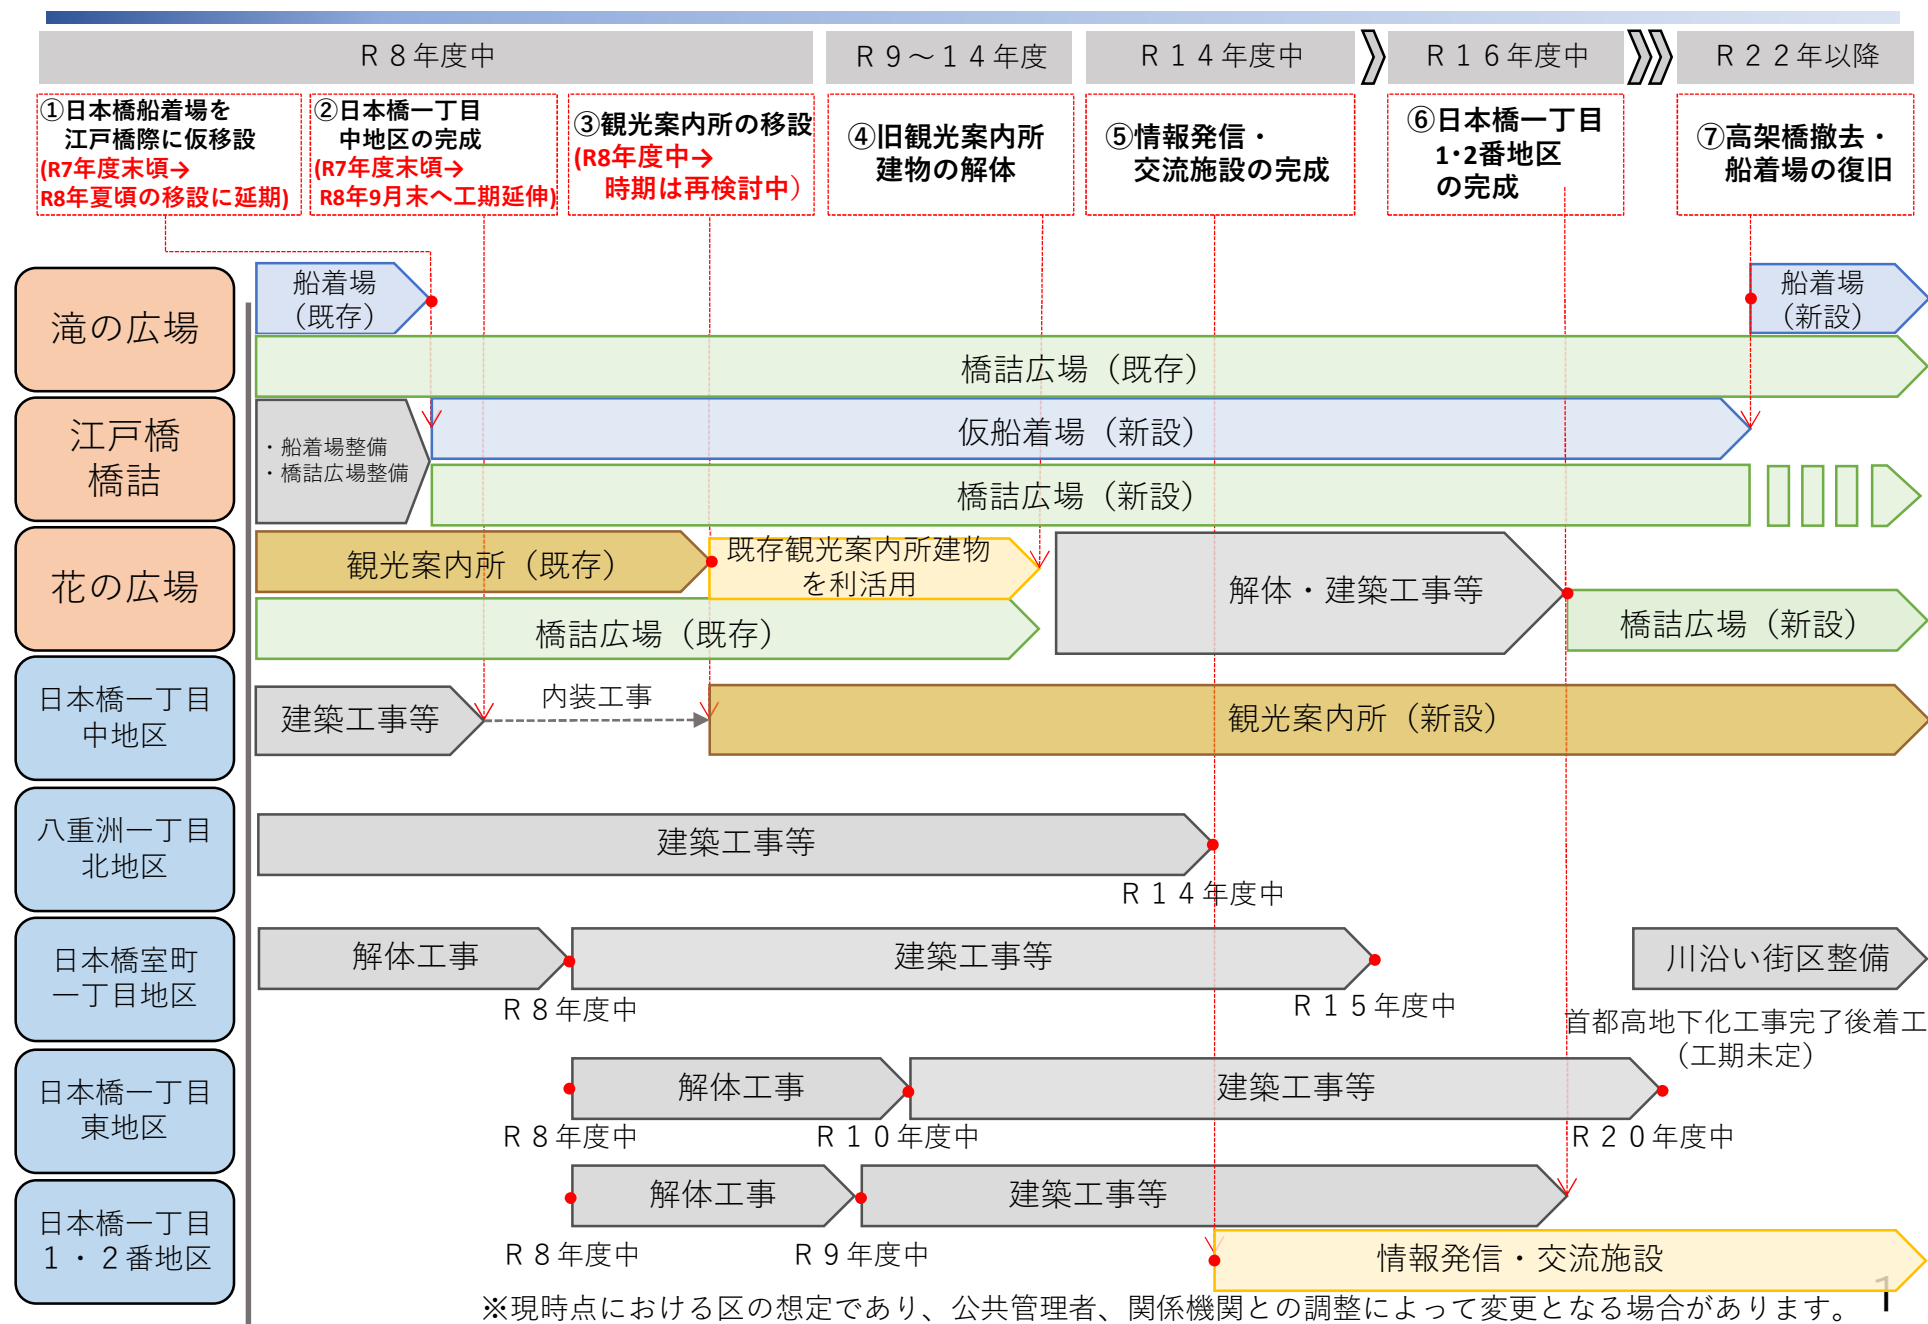 Ｒ８年度中
Ｒ９～１４年度
Ｒ１４年度中
Ｒ１６年度中
Ｒ２２年以降
①日本橋船着場を
江戸橋際に仮移設
(R7年度末頃→
R8年夏頃の移設に延期)
②日本橋一丁目
中地区の完成
(R7年度末頃→
R8年9月末へ工期延伸)
③観光案内所の移設
(R8年度中→
時期は再検討中）
④旧観光案内所
建物の解体
⑤情報発信・
交流施設の完成
⑥日本橋一丁目
1･2番地区
の完成
⑦高架橋撤去・
船着場の復旧
滝の広場
船着場
（既存）
船着場
（新設）
橋詰広場（既存）
江戸橋
橋詰
・船着場整備
・橋詰広場整備
仮船着場（新設）
橋詰広場（新設）
花の広場
観光案内所（既存）
既存観光案内所建物
を利活用
橋詰広場（既存）
解体・建築工事等
橋詰広場（新設）
日本橋一丁目
中地区
建築工事等
内装工事
観光案内所（新設）
八重洲一丁目
北地区
建築工事等
Ｒ１４年度中
日本橋室町
一丁目地区
解体工事
Ｒ８年度中
建築工事等
Ｒ１５年度中
川沿い街区整備
首都高地下化工事完了後着工
（工期未定）
日本橋一丁目
東地区
Ｒ８年度中
解体工事
Ｒ１０年度中
建築工事等
Ｒ２０年度中
日本橋一丁目
１・２番地区
Ｒ８年度中
解体工事
Ｒ９年度中
建築工事等
情報発信・交流施設
※現時点における区の想定であり、公共管理者、関係機関との調整によって変更となる場合があります。
1